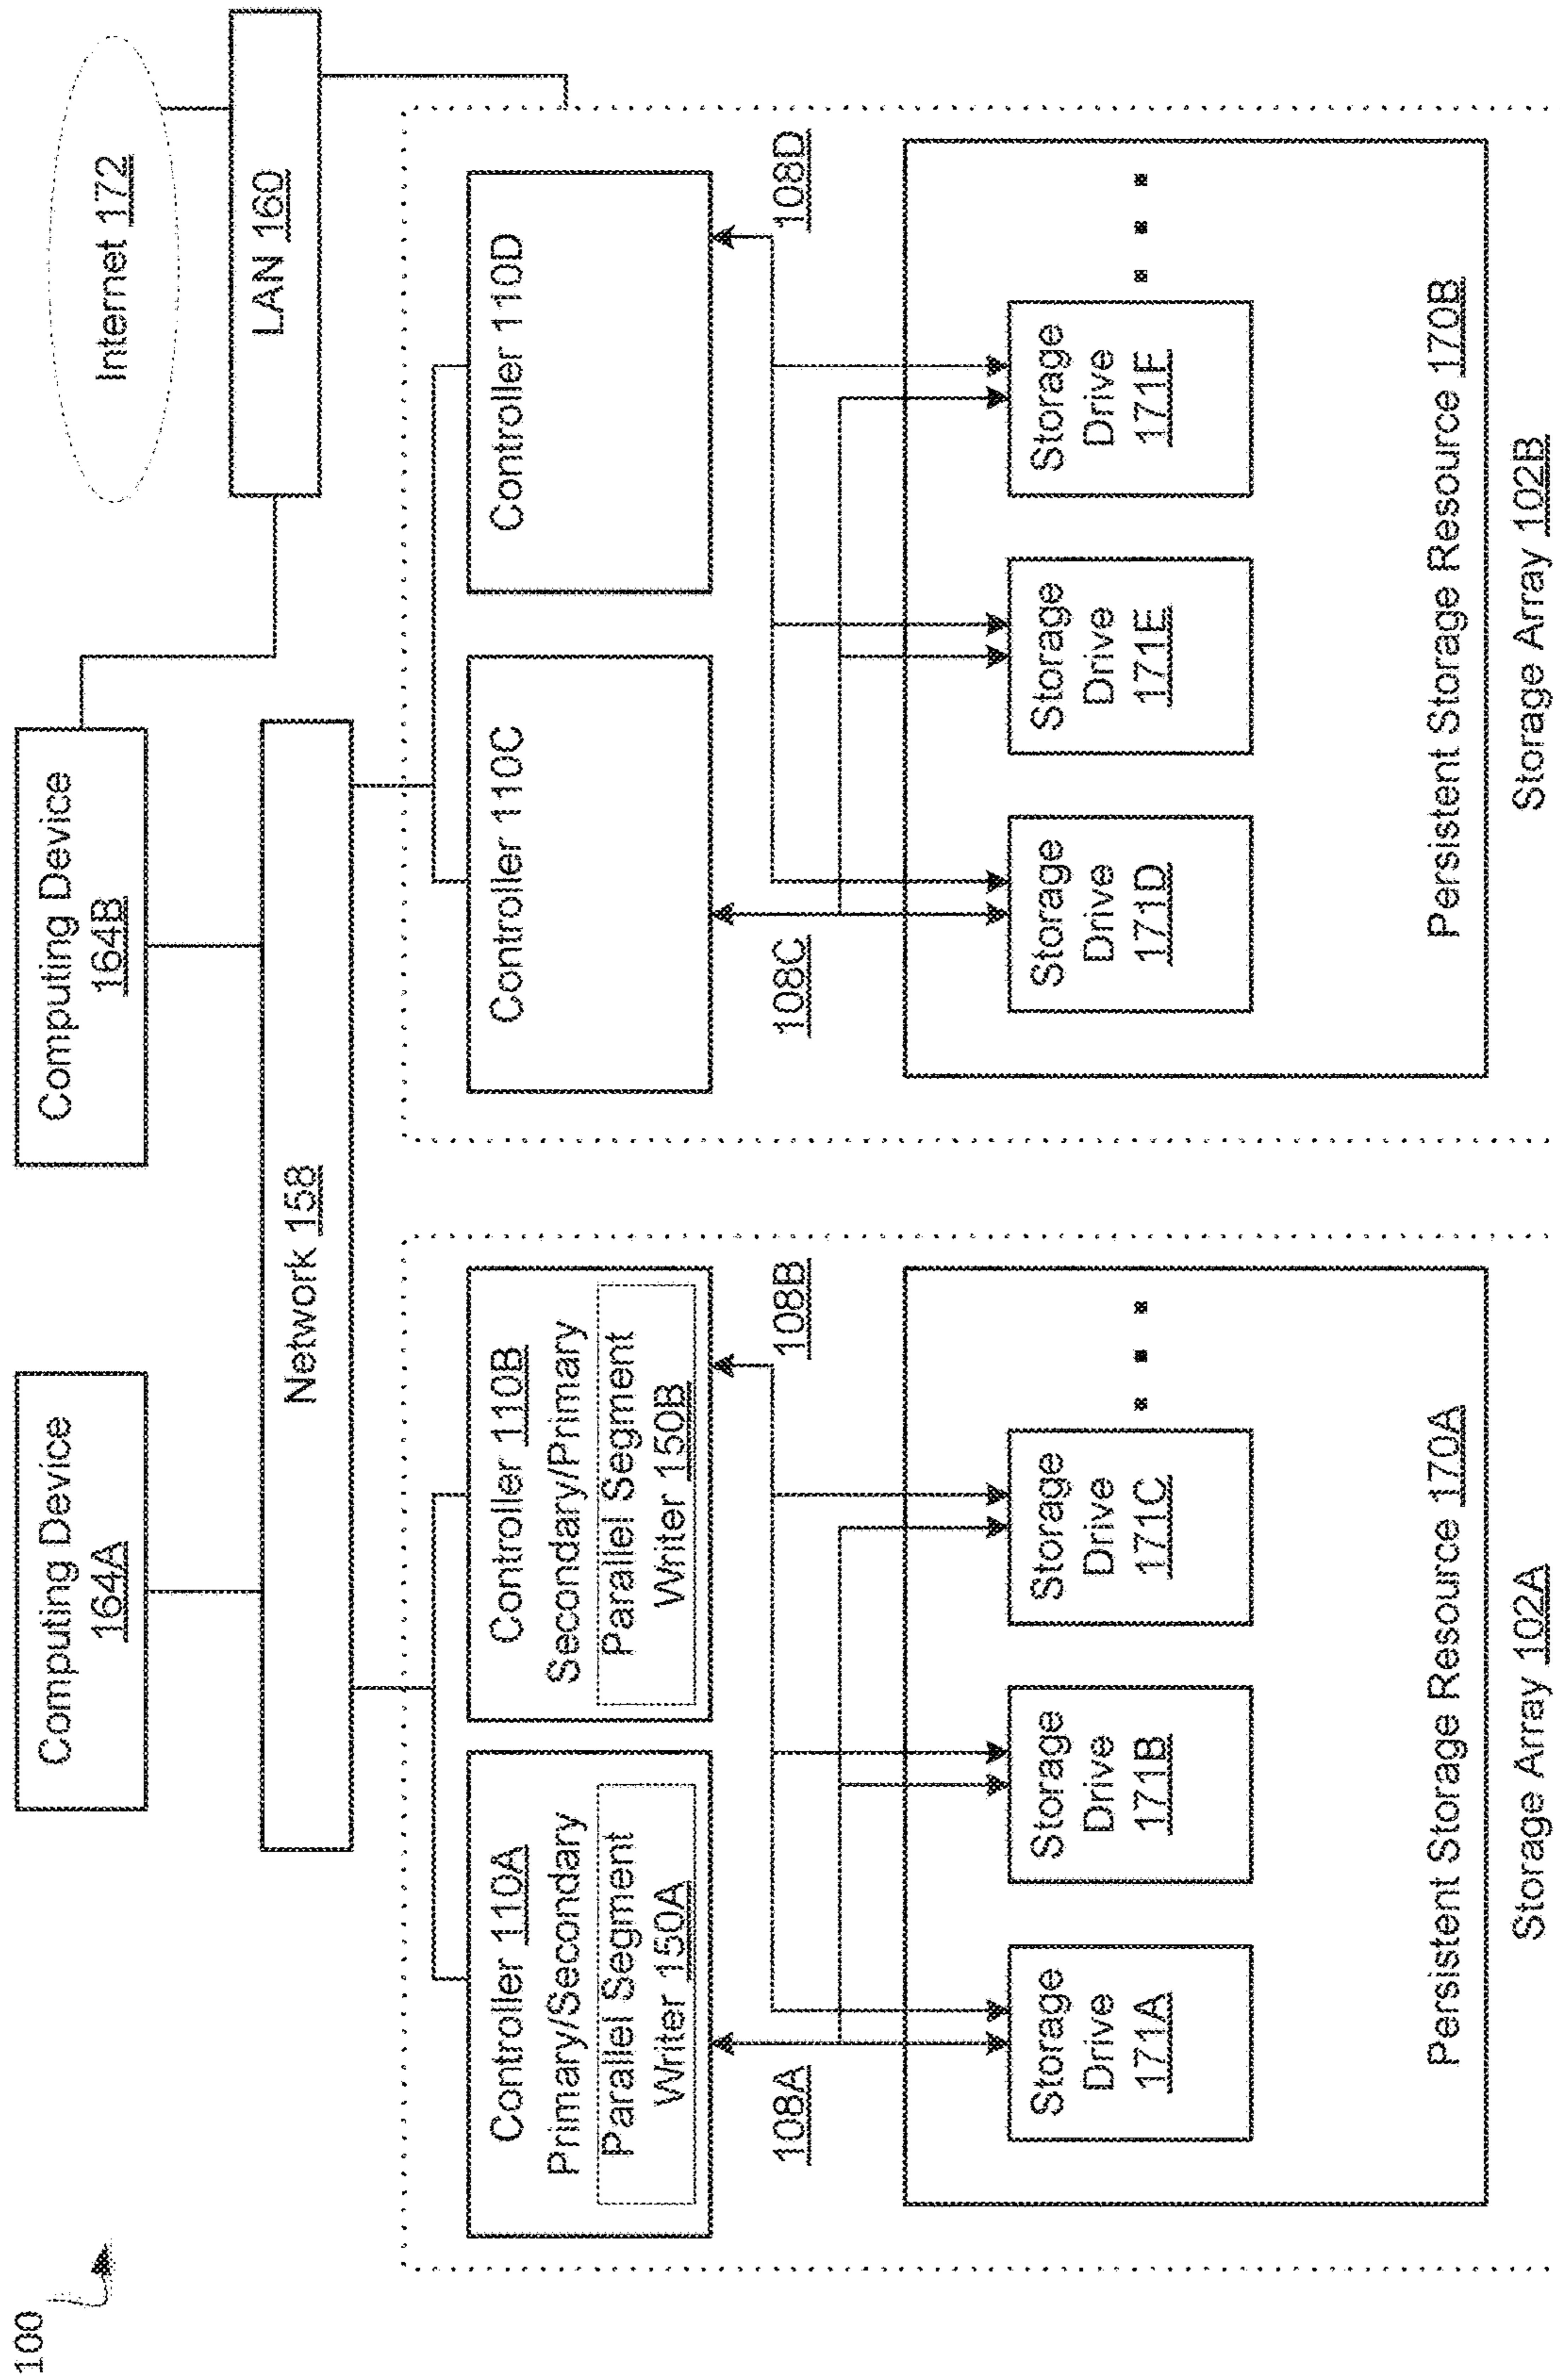 100
Computing Device
164A
Computing Device
164B
Internet 172
Network 158
LAN 160
Controller 110A
Primary/Secondary
Parallel Segment
Writer 150A
Controller 110B
Secondary/Primary
Parallel Segment
Writer 150B
Controller 110C
Controller 110D
108A
108B
108C
108D
Storage
Drive
171A
Storage
Drive
171B
Storage
Drive
171C
Storage
Drive
171D
Storage
Drive
171E
Storage
Drive
171F
Persistent Storage Resource 170A
Persistent Storage Resource 170B
Storage Array 102A
Storage Array 102B